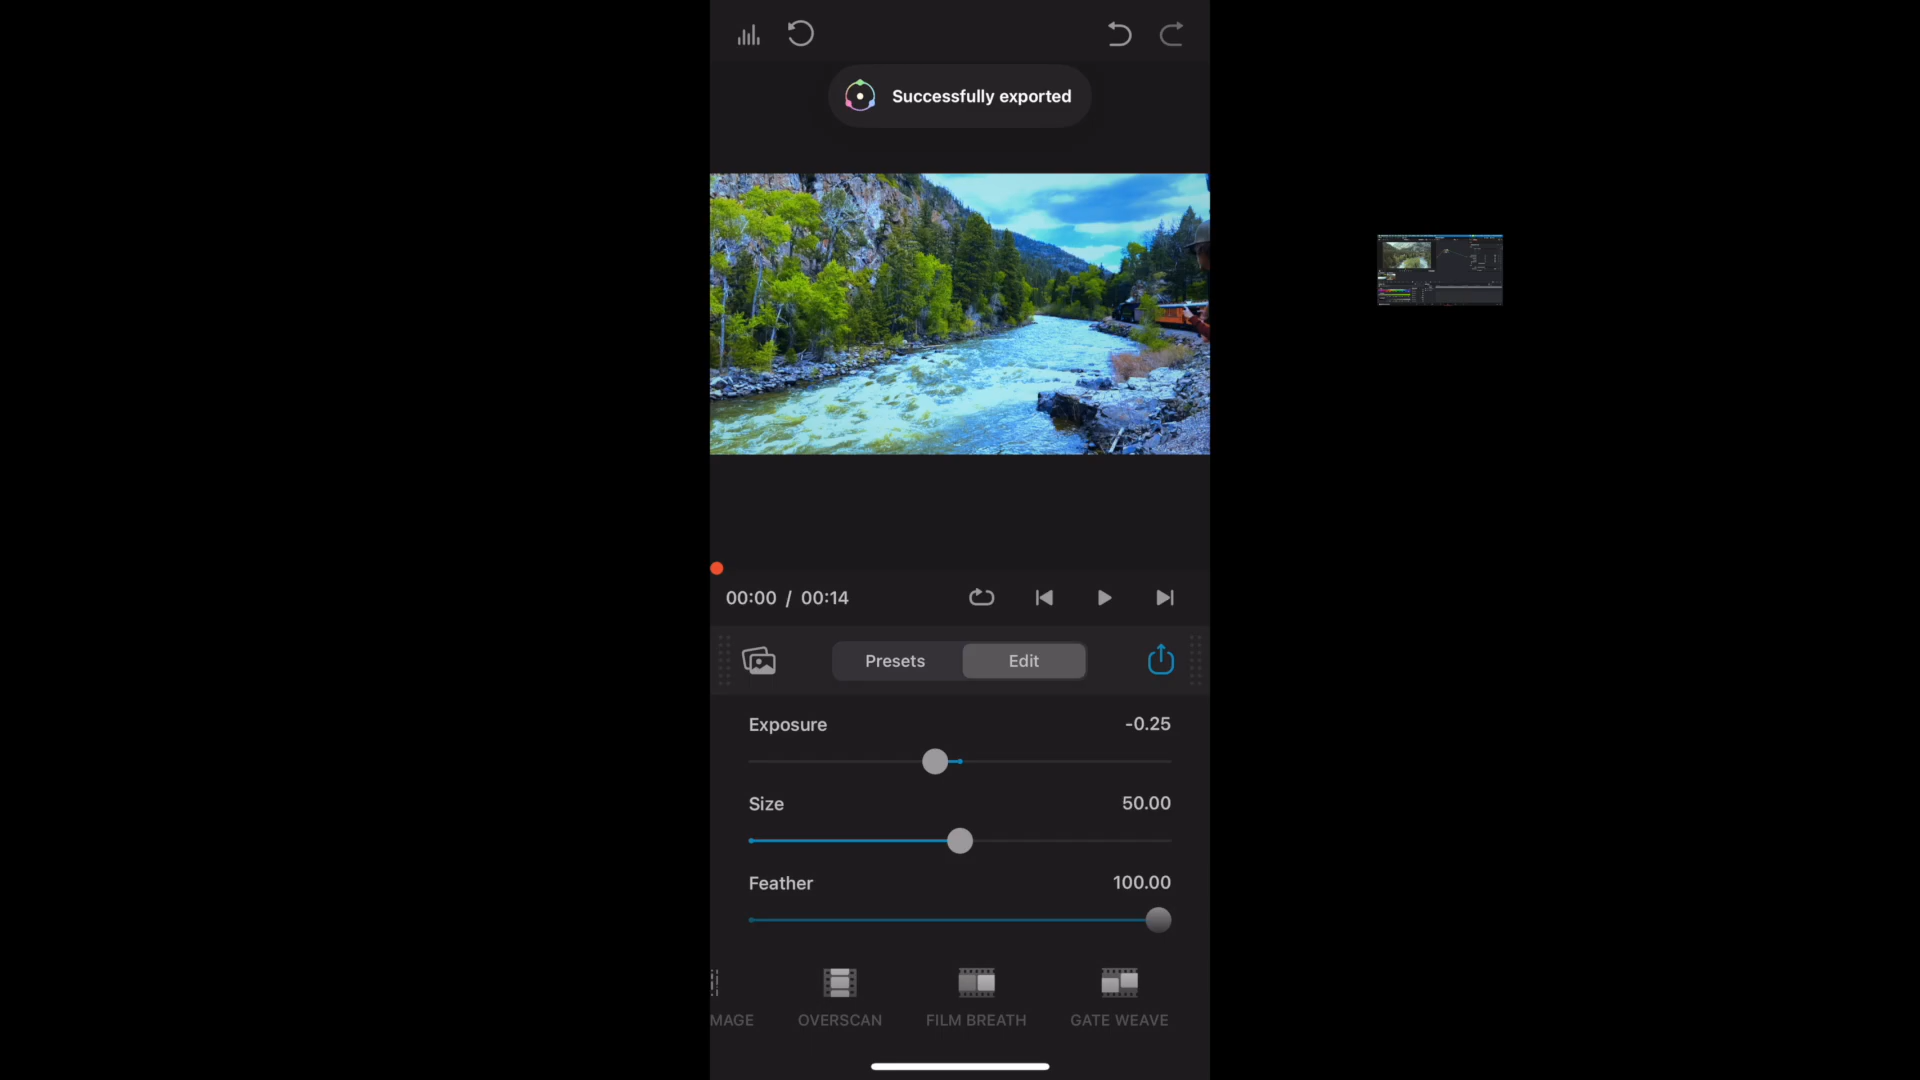 Successfully exported
00:00 / 00:14
Presets
Edit
Exposure
-0.25
Size
50.00
Feather
100.00
MAGE
OVERSCAN
FILM BREATH
GATE WEAVE